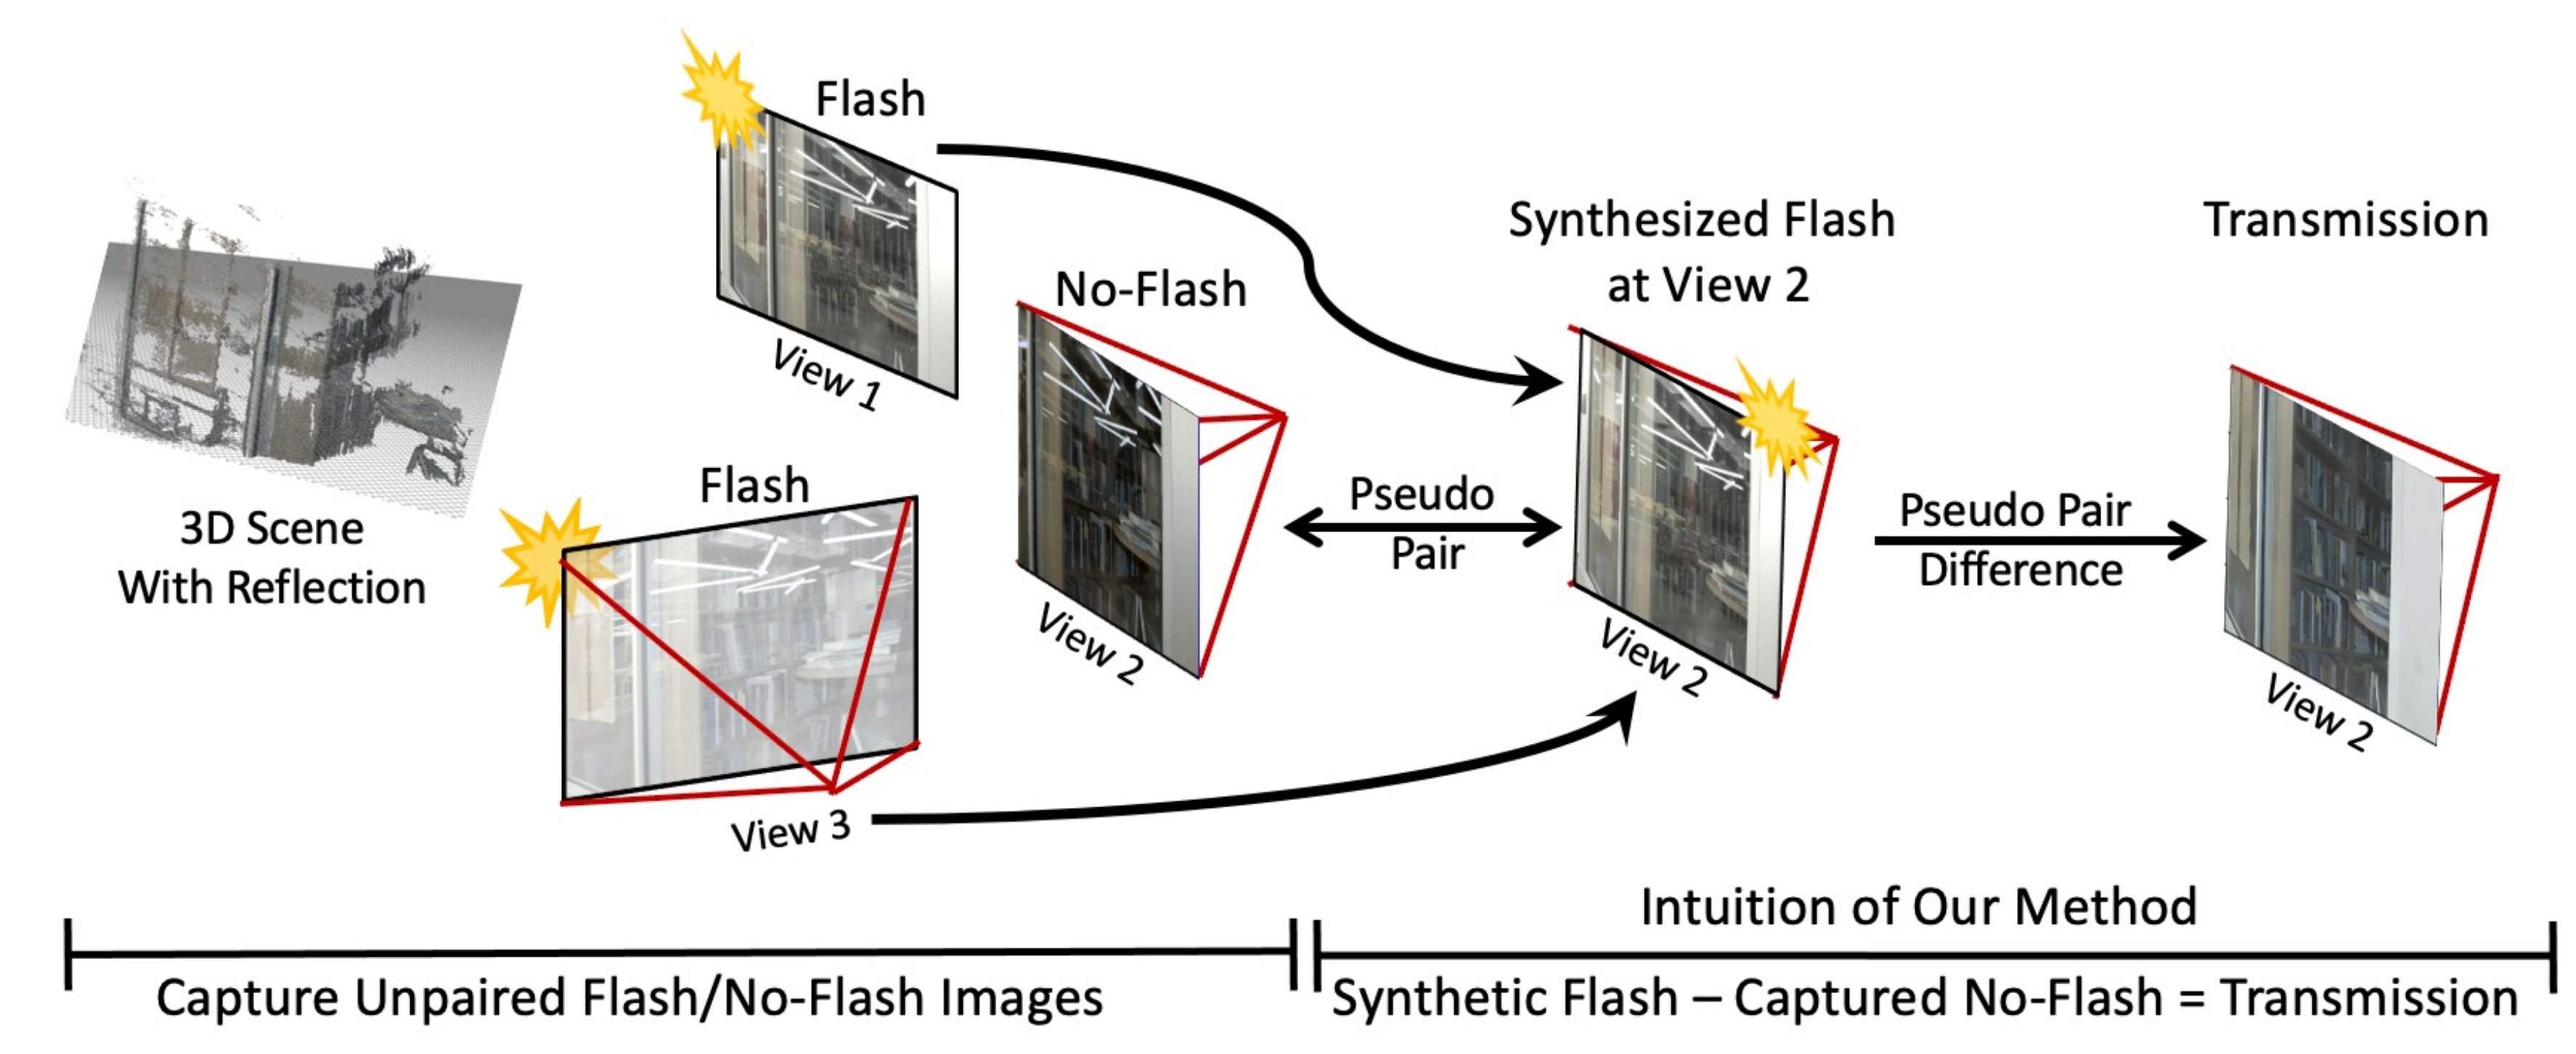 Flash
View 1
3D Scene
With Reflection
Flash
View 3
No-Flash
View 2
Pseudo
Pair
Synthesized Flash
at View 2
View 2
Pseudo Pair
Difference
Transmission
View 2
Capture Unpaired Flash/No-Flash Images
Intuition of Our Method
Synthetic Flash – Captured No-Flash = Transmission